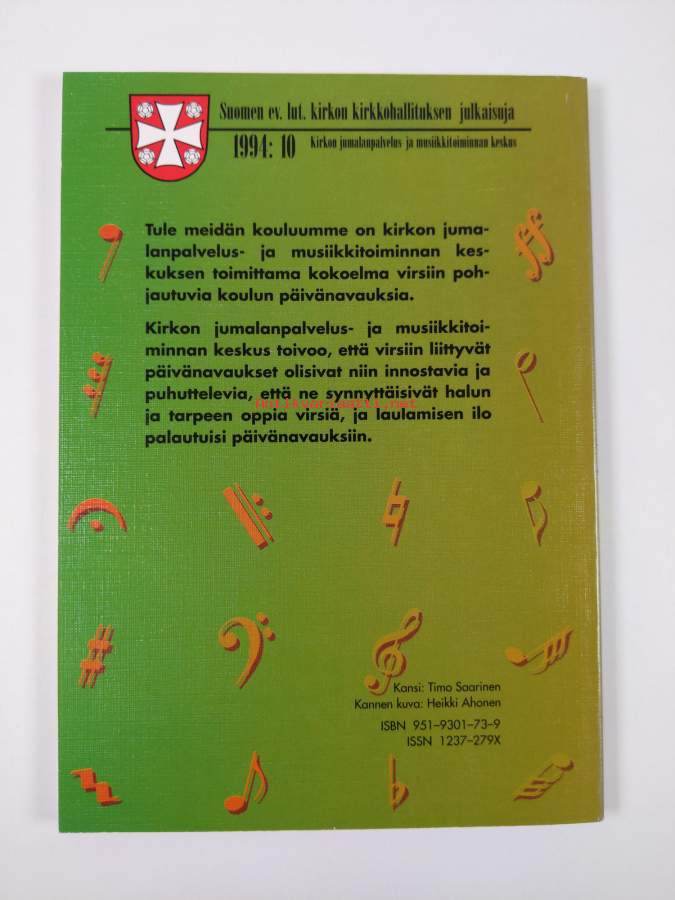 Suomen ev. lut. kirkon kirkkohallituksen julkaisuja
1994: 10 Kirkon jumalanpalvelus- ja musiikkitoiminnan keskus
Tule meidän kouluumme on kirkon juma-
lanpalvelus- ja musiikkitoiminnan kes-
kuksen toimittama kokoelma virsiin poh-
jautuvia koulun päivänavauksia.
Kirkon jumalanpalvelus- ja musiikkitoi-
minnan keskus toivoo, että virsiin liittyvät
päivänavaukset olisivat niin innostavia ja
puhuttelevia, että ne synnyttäisivät halun
ja tarpeen oppia virsiä, ja laulamisen ilo
palautuisi päivänavauksiin.
Kansi: Timo Saarinen
Kannen kuva: Heikki Ahonen
ISBN 951–9301–73–9
ISSN 1237–279X